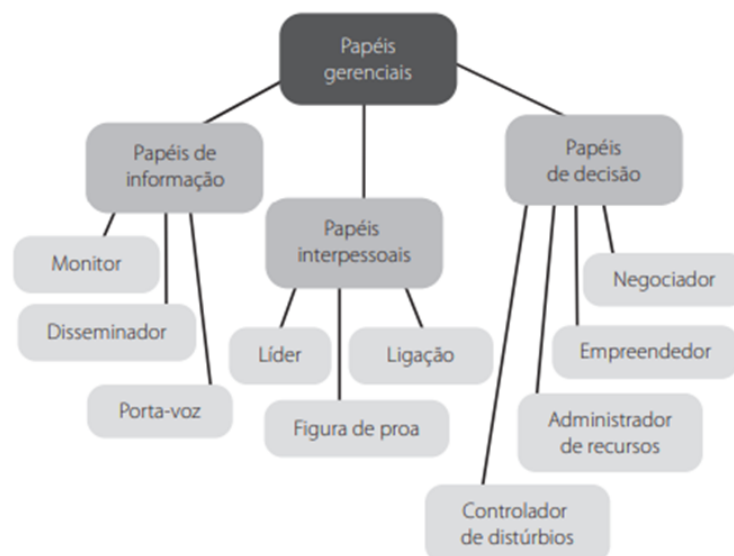 Papéis
gerenciais
Papéis de
informação
Monitor
Disseminador
Porta-voz
Papéis
interpessoais
Líder
Ligação
Figura de proa
Papéis
de decisão
Negociador
Empreendedor
Administrador
de recursos
Controlador
de distúrbios